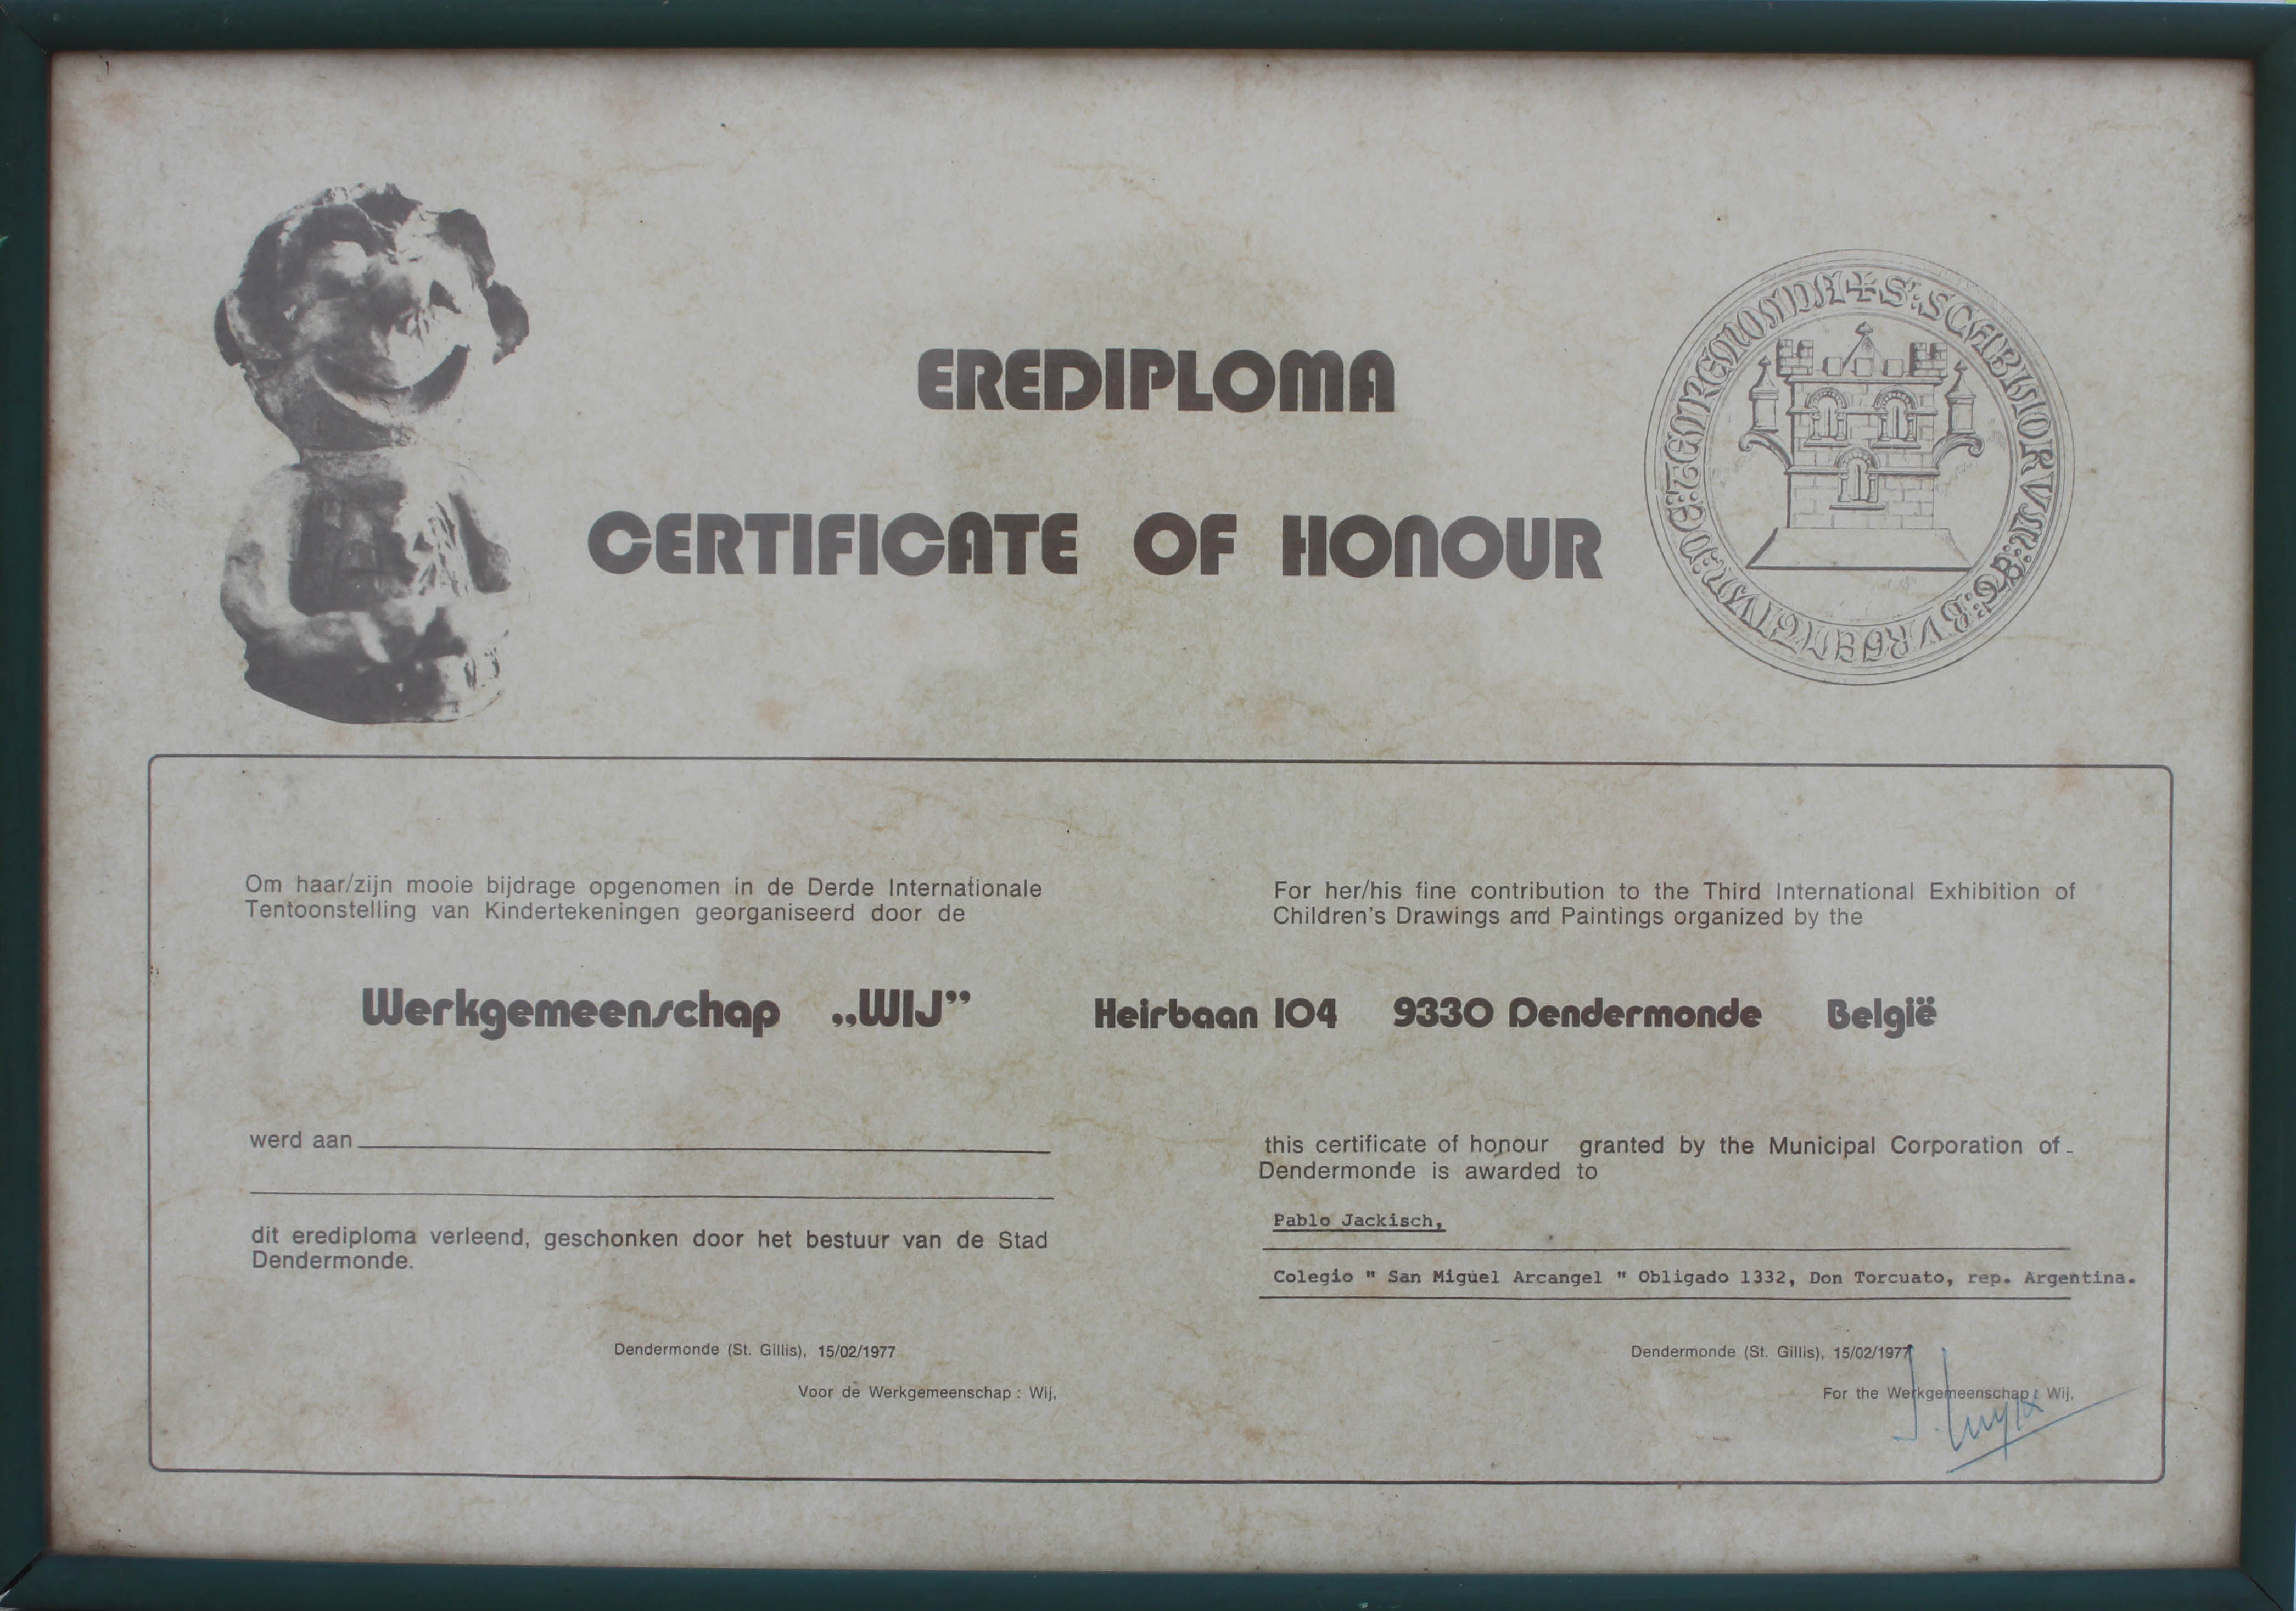 EREDIPLOMA
CERTIFICATE OF HONOUR
Om haar/zijn mooie bijdrage opgenomen in de Derde Internationale
Tentoonstelling van Kindertekeningen georganiseerd door de
For her/his fine contribution to the Third International Exhibition of
Children's Drawings and Paintings organized by the
Werkgemeenschap „WIJ” Heirbaan 104 9330 Dendermonde België
werd aan
dit erediploma verleend, geschonken door het bestuur van de Stad
Dendermonde.
Dendermonde (St. Gillis), 15/02/1977
Voor de Werkgemeenschap : Wij,
this certificate of honour granted by the Municipal Corporation of
Dendermonde is awarded to
Pablo Jackisch,
Colegio " San Miguel Arcangel " Obligado 1332, Don Torcuato, rep. Argentina.
Dendermonde (St. Gillis), 15/02/1977
For the Werkgemeenschap : Wij,